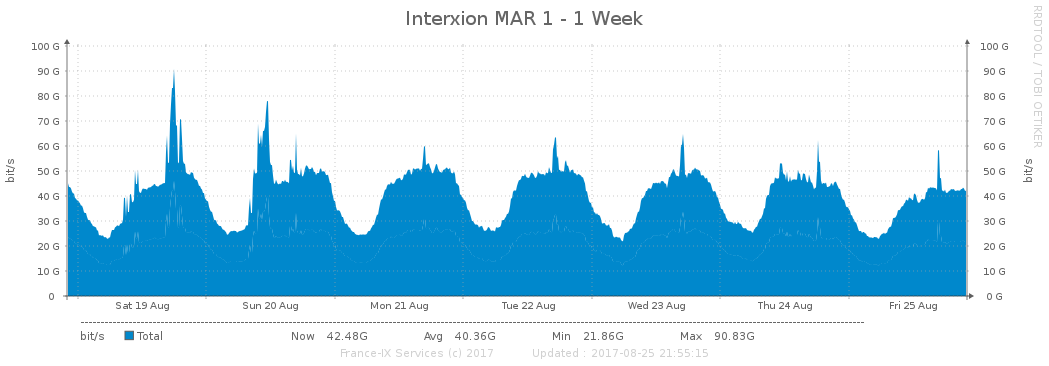 Interxion MAR 1 - 1 Week
RRDTOOL / TOBI OETIKER
bit/s
100 G 100 G
90 G 90 G
80 G 80 G
70 G 70 G
60 G 60 G
50 G 50 G
40 G 40 G
30 G 30 G
20 G 20 G
10 G 10 G
0 0 G
bit/s
Sat 19 Aug Sun 20 Aug Mon 21 Aug Tue 22 Aug Wed 23 Aug Thu 24 Aug Fri 25 Aug
bit/s Total Now 42.48G Avg 40.36G Min 21.86G Max 90.83G
France-IX Services (c) 2017 Updated : 2017-08-25 21:55:15